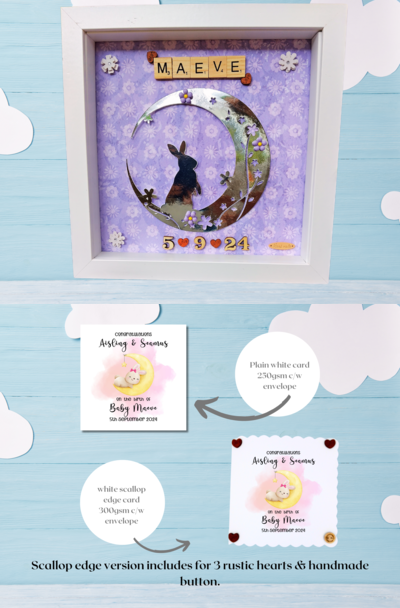 MAEVE
5 9 24
Congratulations
Aisling & Seamus
on the birth of
Baby Maeve
5th September 2024
Plain white card
250gsm c/w
envelope
white scallop
edge card
300gsm c/w
envelope
Congratulations
Aisling & Seamus
on the birth of
Baby Maeve
5th September 2024
Scallop edge version includes for 3 rustic hearts & handmade
button.